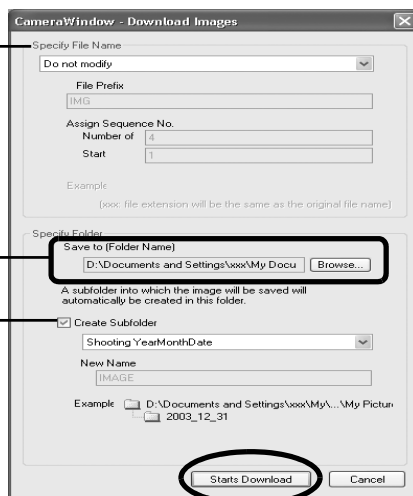 CameraWindow - Download Images
Specify File Name
Do not modify
File Prefix
IMG
Assign Sequence No.
Number of 4
Start 1
Example
(xxx: file extension will be the same as the original file name)
Specify Folder
Save to (Folder Name)
D:\Documents and Settings\xxx\My Docu Browse...
A subfolder into which the image will be saved will
automatically be created in this folder.
Create Subfolder
Shooting YearMonthDate
New Name
IMAGE
Example D:\Documents and Settings\xxx\My\...\My Pictur
2003_12_31
Starts Download Cancel